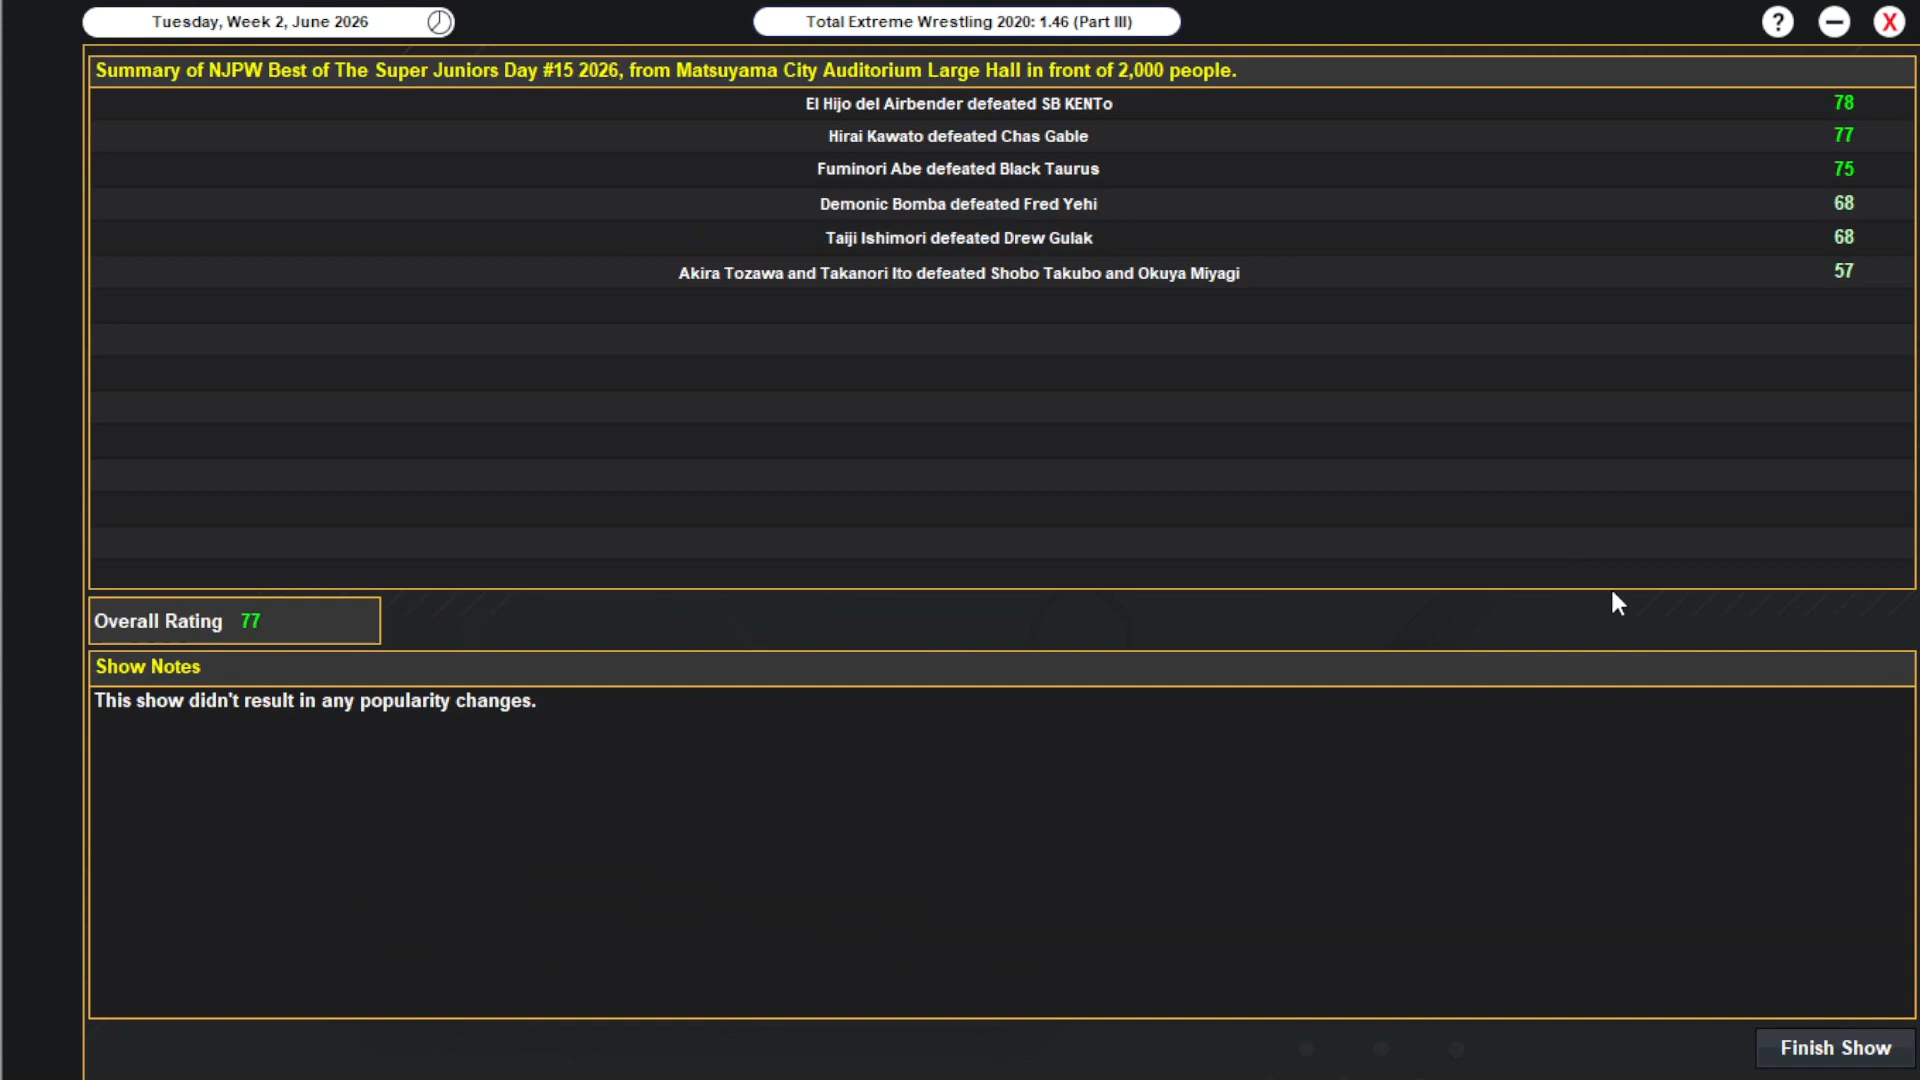 Tuesday, Week 2, June 2026
Total Extreme Wrestling 2020: 1.46 (Part III)
?
X
Summary of NJPW Best of The Super Juniors Day #15 2026, from Matsuyama City Auditorium Large Hall in front of 2,000 people.
El Hijo del Airbender defeated SB KENTo 78
Hirai Kawato defeated Chas Gable 77
Fuminori Abe defeated Black Taurus 75
Demonic Bomba defeated Fred Yehi 68
Taiji Ishimori defeated Drew Gulak 68
Akira Tozawa and Takanori Ito defeated Shobo Takubo and Okuya Miyagi 57
Overall Rating 77
Show Notes
This show didn't result in any popularity changes.
Finish Show